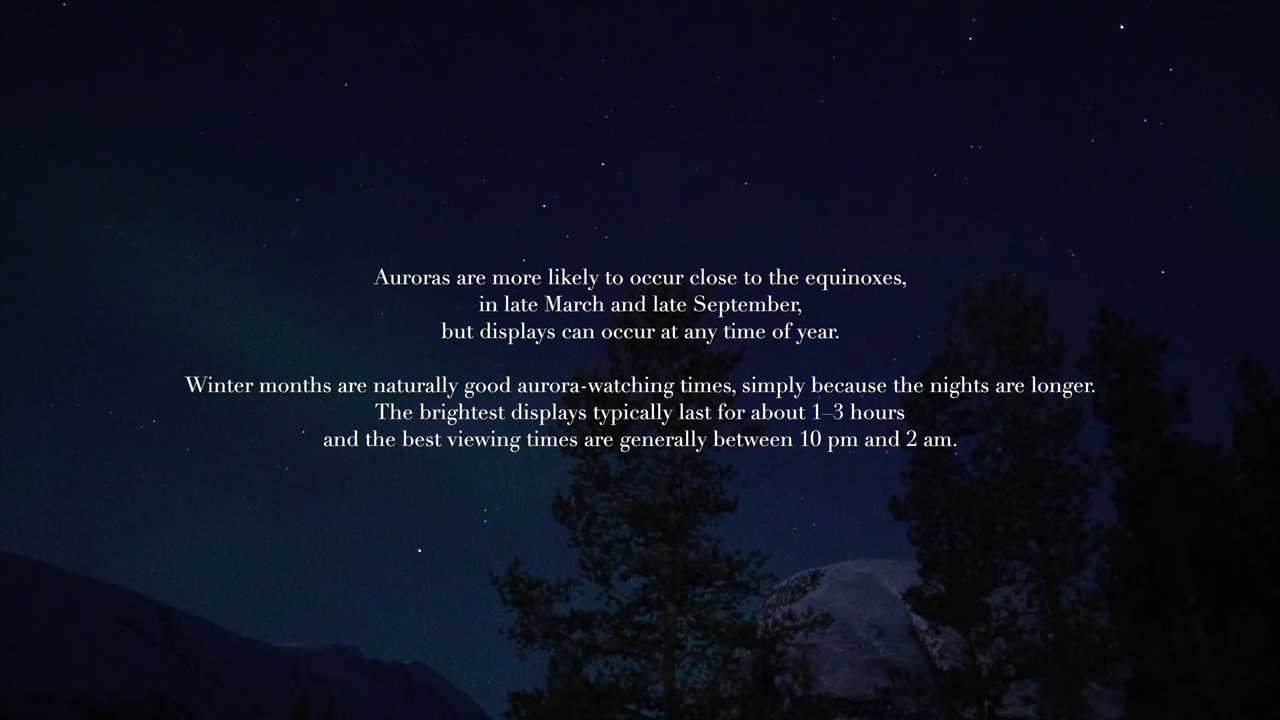 Auroras are more likely to occur close to the equinoxes,
in late March and late September,
but displays can occur at any time of year.
Winter months are naturally good aurora-watching times, simply because the nights are longer.
The brightest displays typically last for about 1–3 hours
and the best viewing times are generally between 10 pm and 2 am.